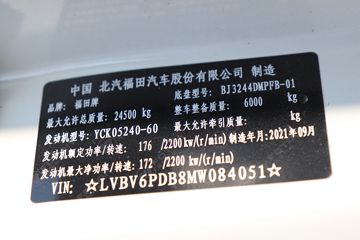 中国 北汽福田汽车股份有限公司 制造
品牌：福田牌 底盘型号：BJ3244DMPFB-01
最大允许总质量：24500 kg 整车整备质量：6000 kg
发动机型号：YCK05240-60 最大允许牵引质量： kg
发动机额定功率/转速：176 /2200 kw(r/min) 制造年月：2021年09月
发动机最大净功率/转速：172 /2200 kw(r/min)
VIN：☆LVBV6PDB8MW084051☆